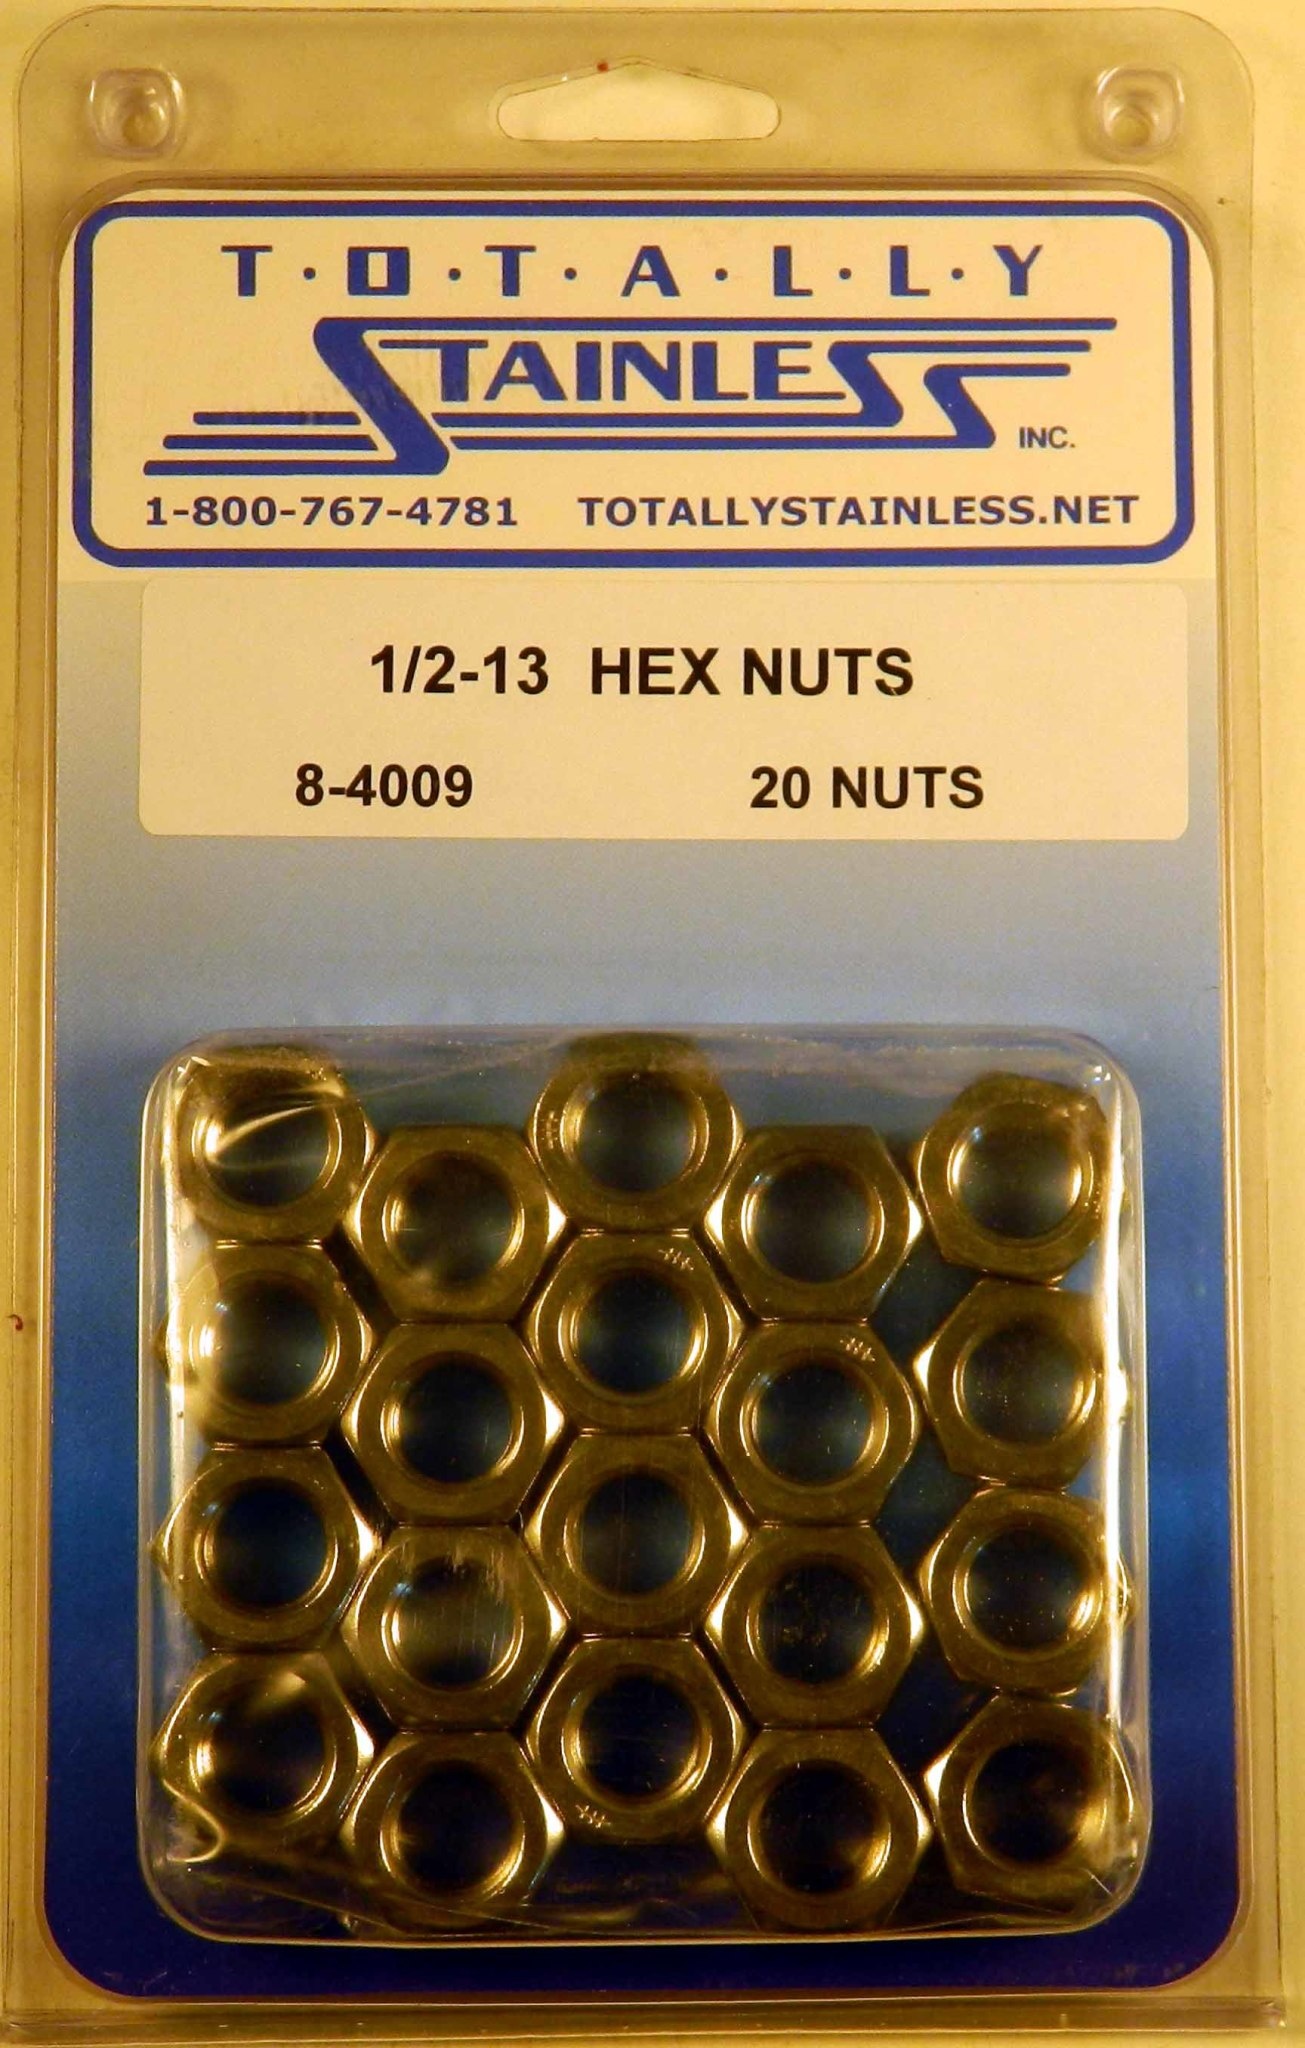 T·O·T·A·L·L·Y
STAINLESS INC.
1-800-767-4781 TOTALLYSTAINLESS.NET
1/2-13 HEX NUTS
8-4009 20 NUTS